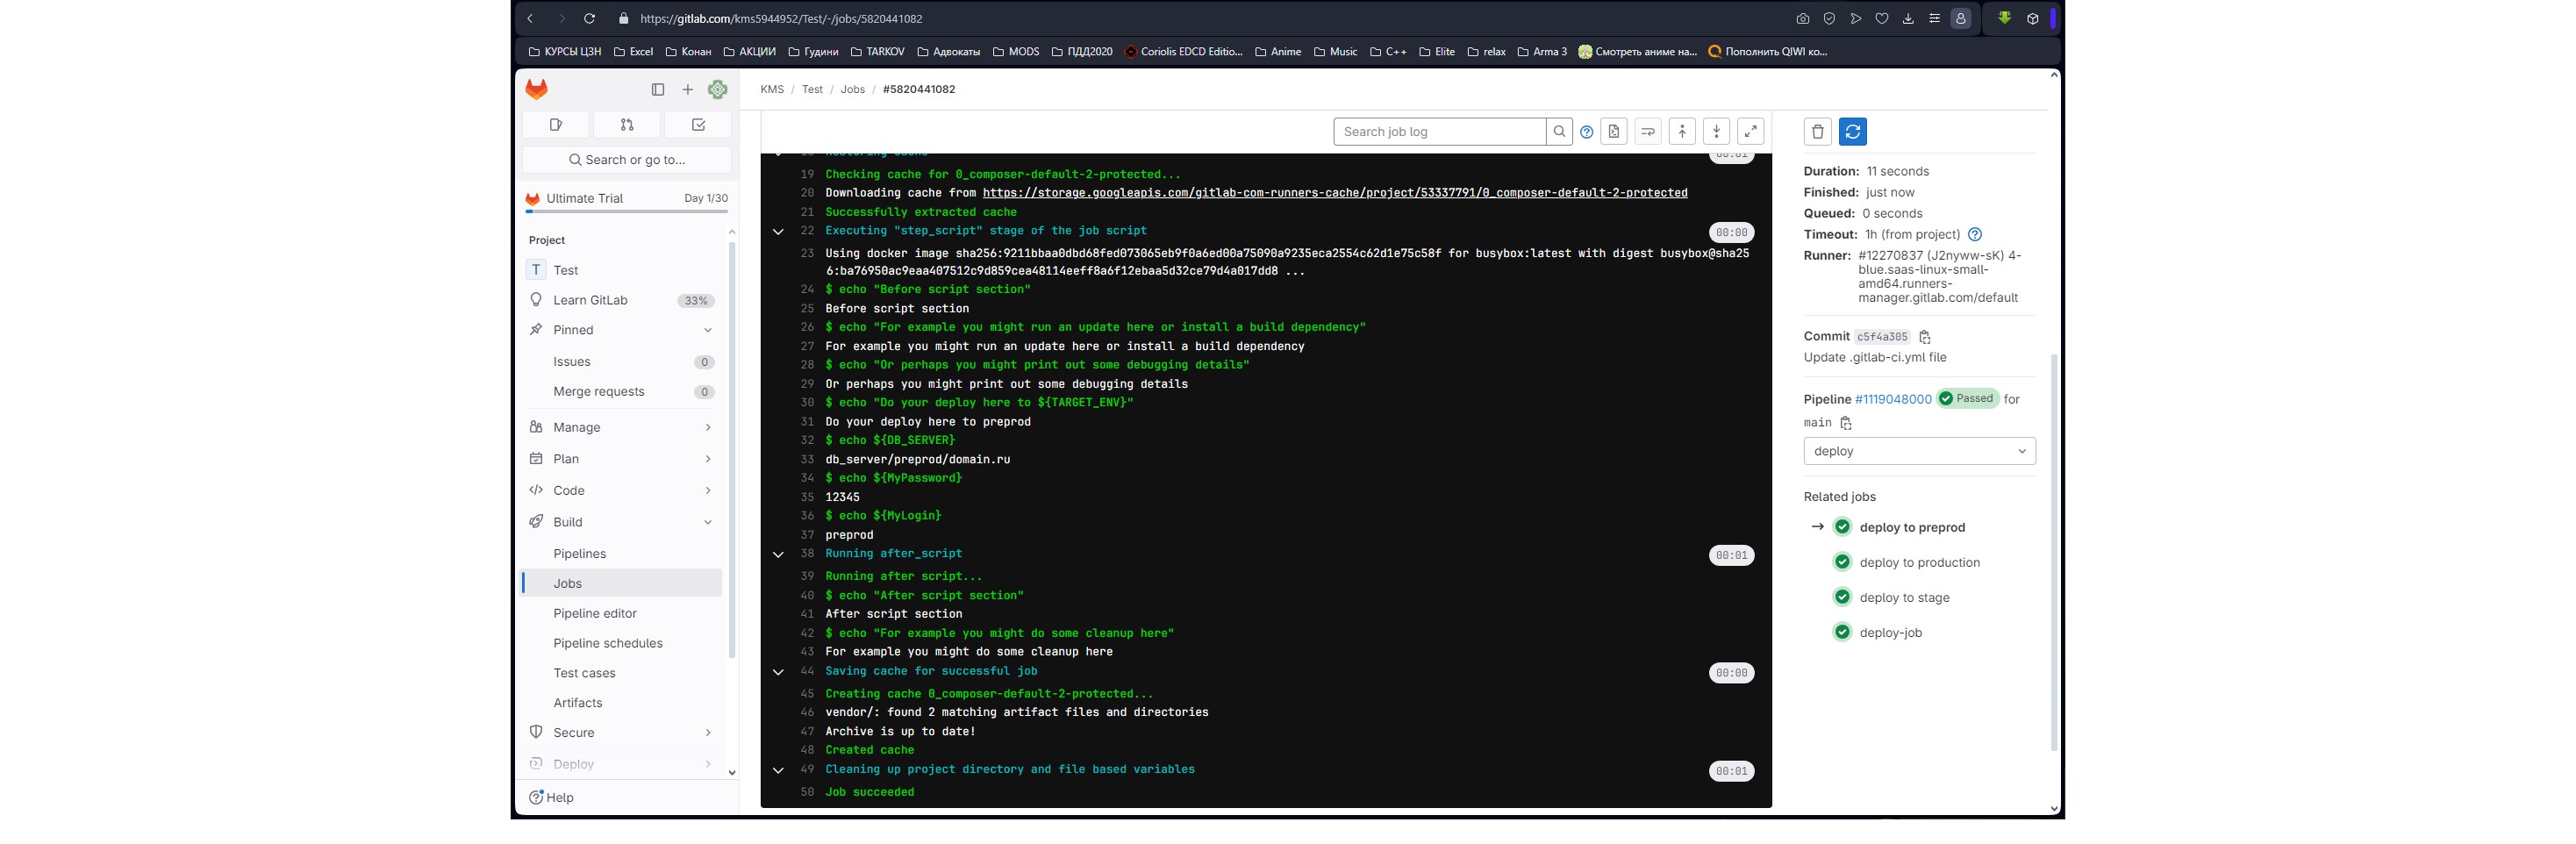 https://gitlab.com/kms5944952/Test/-/jobs/5820441082
КУРСЫ ЦЗН Excel Конан АКЦИИ Гудини TARKOV Адвокаты MODS ПДД2020 Coriolis EDCD Editio... Anime Music C++ Elite relax Arma 3 Смотреть аниме на... Пополнить QIWI ко...
KMS / Test / Jobs / #5820441082
Search or go to...
Ultimate Trial Day 1/30
Project
T Test
Learn GitLab 33%
Pinned
Issues 0
Merge requests 0
Manage
Plan
Code
Build
Pipelines
Jobs
Pipeline editor
Pipeline schedules
Test cases
Artifacts
Secure
Deploy
Help
Search job log
19 Checking cache for 0_composer-default-2-protected...
20 Downloading cache from https://storage.googleapis.com/gitlab-com-runners-cache/project/53337791/0_composer-default-2-protected
21 Successfully extracted cache
22 Executing "step_script" stage of the job script 00:00
23 Using docker image sha256:9211bbaa0dbd68fed073065eb9f0a6ed00a75090a9235eca2554c62d1e75c58f for busybox:latest with digest busybox@sha25
6:ba76950ac9eaa407512c9d859cea48114eeff8a6f12ebaa5d32ce79d4a017dd8 ...
24 $ echo "Before script section"
25 Before script section
26 $ echo "For example you might run an update here or install a build dependency"
27 For example you might run an update here or install a build dependency
28 $ echo "Or perhaps you might print out some debugging details"
29 Or perhaps you might print out some debugging details
30 $ echo "Do your deploy here to ${TARGET_ENV}"
31 Do your deploy here to preprod
32 $ echo ${DB_SERVER}
33 db_server/preprod/domain.ru
34 $ echo ${MyPassword}
35 12345
36 $ echo ${MyLogin}
37 preprod
38 Running after_script 00:01
39 Running after script...
40 $ echo "After script section"
41 After script section
42 $ echo "For example you might do some cleanup here"
43 For example you might do some cleanup here
44 Saving cache for successful job 00:00
45 Creating cache 0_composer-default-2-protected...
46 vendor/: found 2 matching artifact files and directories
47 Archive is up to date!
48 Created cache
49 Cleaning up project directory and file based variables 00:01
50 Job succeeded
Duration: 11 seconds
Finished: just now
Queued: 0 seconds
Timeout: 1h (from project)
Runner: #12270837 (J2nyww-sK) 4-
blue.saas-linux-small-
amd64.runners-
manager.gitlab.com/default
Commit c5f4a305
Update .gitlab-ci.yml file
Pipeline #1119048000 Passed for
main
deploy
Related jobs
deploy to preprod
deploy to production
deploy to stage
deploy-job